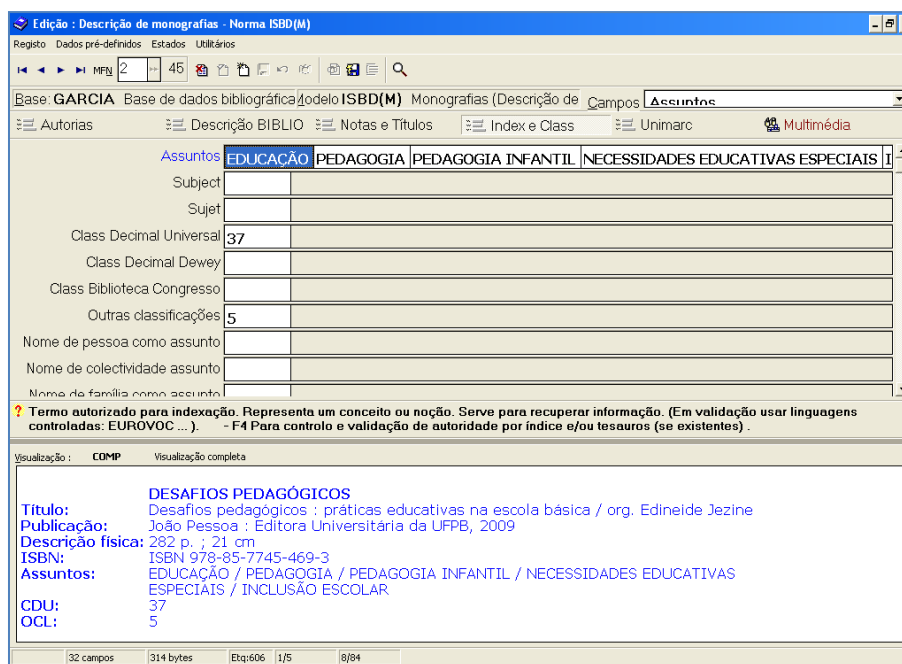 Edição : Descrição de monografias - Norma ISBD(M)
Registo Dados pré-definidos Estados Utilitários
MFN 2 45
Base: GARCIA Base de dados bibliográfica Modelo ISBD(M) Monografias (Descrição de Campos Assuntos
Autorias Descrição BIBLIO Notas e Títulos Index e Class Unimarc Multimédia
Assuntos EDUCAÇÃO PEDAGOGIA PEDAGOGIA INFANTIL NECESSIDADES EDUCATIVAS ESPECIAIS I
Subject
Sujet
Class Decimal Universal 37
Class Decimal Dewey
Class Biblioteca Congresso
Outras classificações 5
Nome de pessoa como assunto
Nome de colectividade assunto
Nome de família como assunto
? Termo autorizado para indexação. Representa um conceito ou noção. Serve para recuperar informação. (Em validação usar linguagens
controladas: EUROVOC ... ). - F4 Para controlo e validação de autoridade por índice e/ou tesauros (se existentes) .
Visualização : COMP Visualização completa
DESAFIOS PEDAGÓGICOS
Título: Desafios pedagógicos : práticas educativas na escola básica / org. Edineide Jezine
Publicação: João Pessoa : Editora Universitária da UFPB, 2009
Descrição física: 282 p. ; 21 cm
ISBN: ISBN 978-85-7745-469-3
Assuntos: EDUCAÇÃO / PEDAGOGIA / PEDAGOGIA INFANTIL / NECESSIDADES EDUCATIVAS
ESPECIAIS / INCLUSÃO ESCOLAR
CDU: 37
OCL: 5
32 campos 314 bytes Etq:606 1/5 8/84